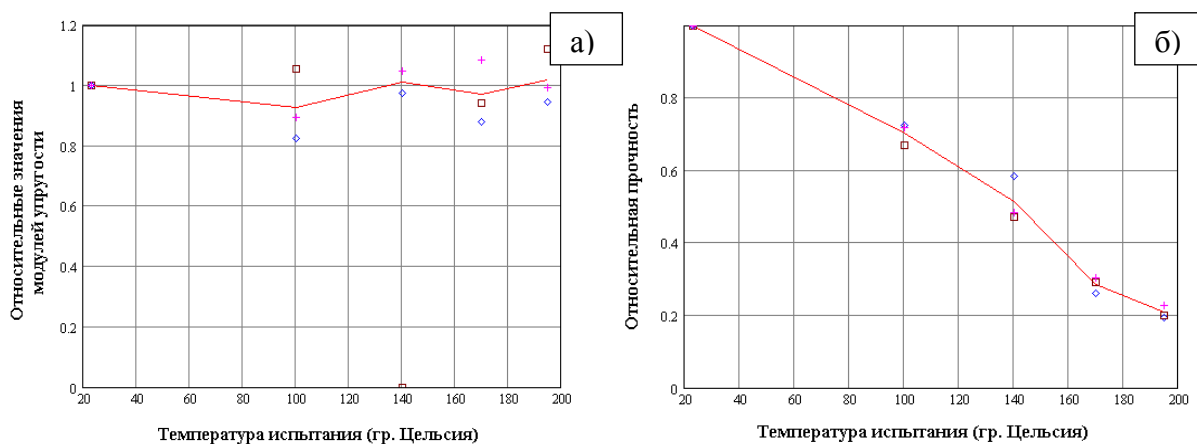 а)
1.2
1
0.8
0.6
0.4
0.2
0
20 40 60 80 100 120 140 160 180 200
Относительные значения
модулей упругости
Температура испытания (гр. Цельсия)
б)
0.8
0.6
0.4
0.2
0
20 40 60 80 100 120 140 160 180 200
Относительная прочность
Температура испытания (гр. Цельсия)